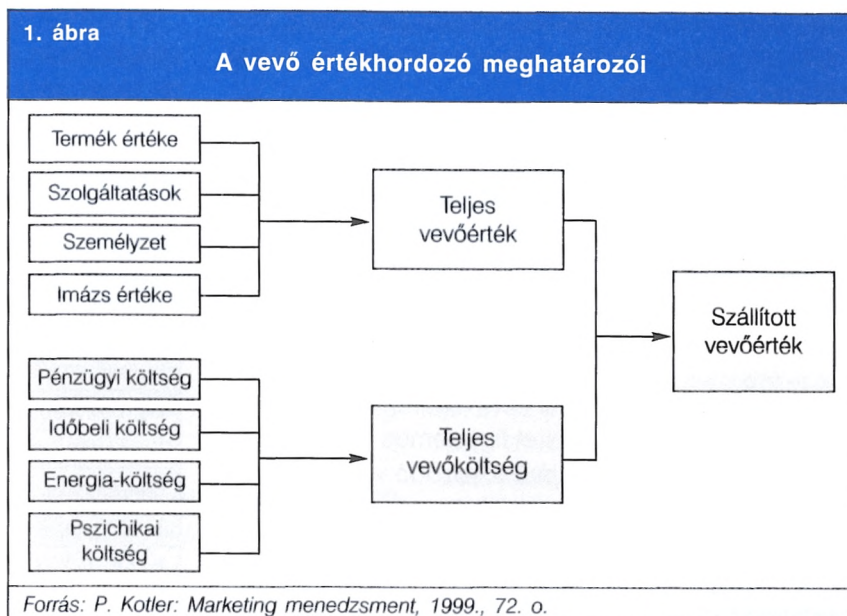 1. ábra
A vevő értékhordozó meghatározói
Termék értéke
Szolgáltatások
Személyzet
Imázs értéke
Teljes
vevőérték
Szállított
vevőérték
Pénzügyi költség
Időbeli költség
Energia-költség
Pszichikai
költség
Teljes
vevőköltség
Forrás: P. Kotler: Marketing menedzsment, 1999., 72. o.